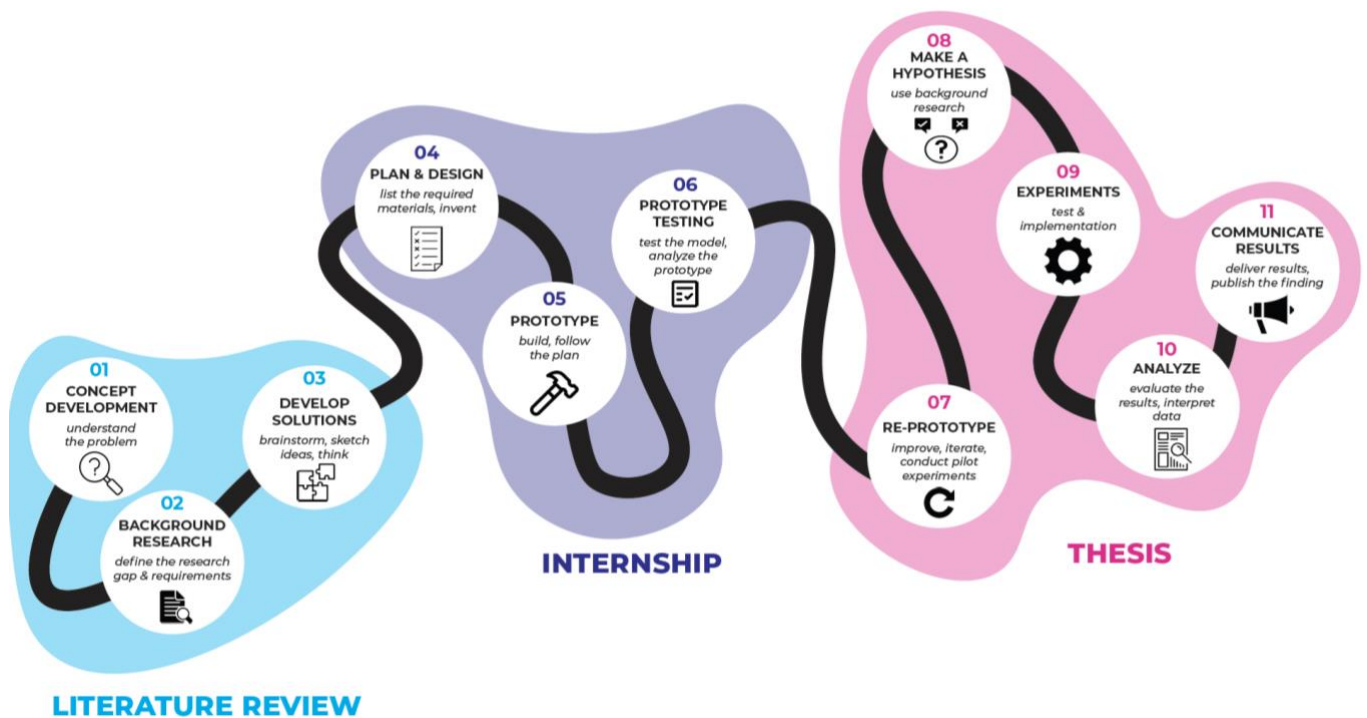 01
CONCEPT
DEVELOPMENT
understand
the problem
?
02
BACKGROUND
RESEARCH
define the research
gap & requirements
03
DEVELOP
SOLUTIONS
brainstorm, sketch
ideas, think
LITERATURE REVIEW
04
PLAN & DESIGN
list the required
materials, invent
05
PROTOTYPE
build, follow
the plan
06
PROTOTYPE
TESTING
test the model,
analyze the
prototype
INTERNSHIP
07
RE-PROTOTYPE
improve, iterate,
conduct pilot
experiments
08
MAKE A
HYPOTHESIS
use background
research
?
09
EXPERIMENTS
test &
implementation
10
ANALYZE
evaluate the
results, interpret
data
11
COMMUNICATE
RESULTS
deliver results,
publish the finding
THESIS